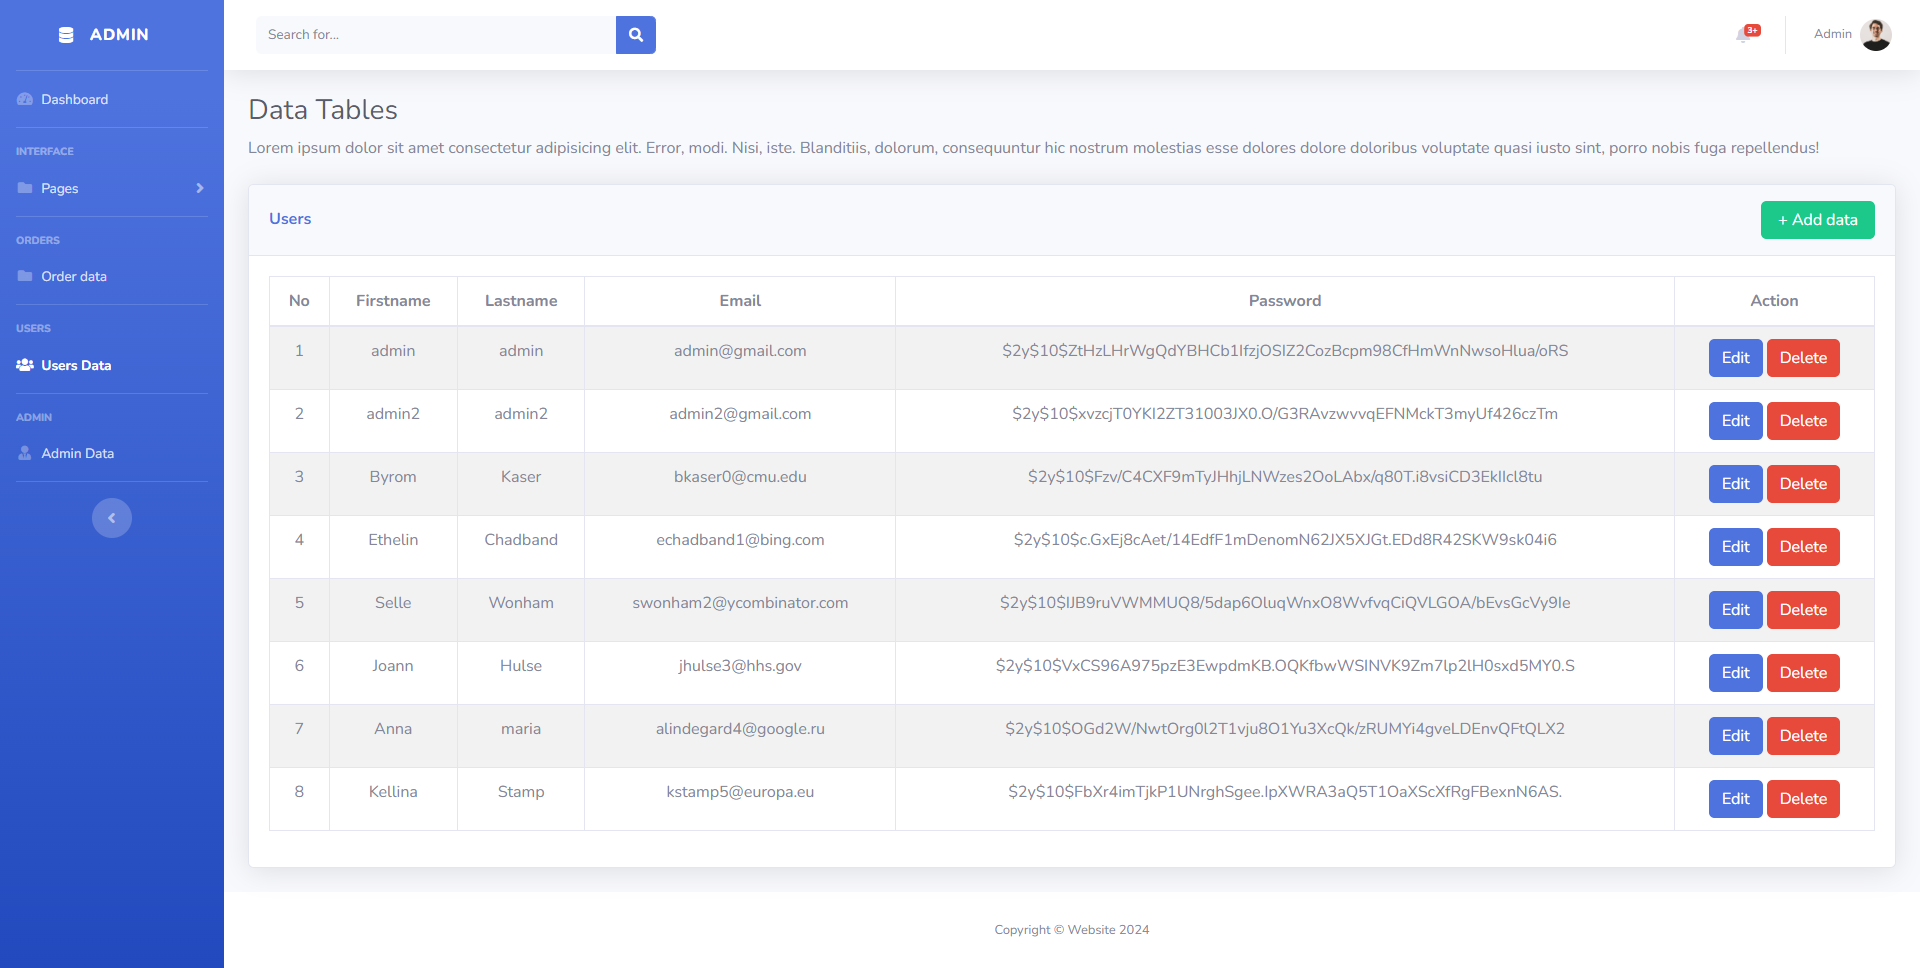 ADMIN
Search for...
3+
Admin
Dashboard
INTERFACE
Pages
ORDERS
Order data
USERS
Users Data
ADMIN
Admin Data
Data Tables
Lorem ipsum dolor sit amet consectetur adipisicing elit. Error, modi. Nisi, iste. Blanditiis, dolorum, consequuntur hic nostrum molestias esse dolores dolore doloribus voluptate quasi iusto sint, porro nobis fuga repellendus!
Users
+ Add data
No Firstname Lastname Email Password Action
1 admin admin admin@gmail.com $2y$10$ZtHzLHrWgQdYBHCb1IfzjOSIZ2CozBcpm98CfHmWnNwsoHlua/oRS Edit Delete
2 admin2 admin2 admin2@gmail.com $2y$10$xvzcjT0YKI2ZT31003JX0.O/G3RAvzwvvqEFNMckT3myUf426czTm Edit Delete
3 Byrom Kaser bkaser0@cmu.edu $2y$10$Fzv/C4CXF9mTyJHhjLNWzes2OoLAbx/q80T.i8vsiCD3EkIIcl8tu Edit Delete
4 Ethelin Chadband echadband1@bing.com $2y$10$c.GxEj8cAet/14EdfF1mDenomN62JX5XJGt.EDd8R42SKW9sk04i6 Edit Delete
5 Selle Wonham swonham2@ycombinator.com $2y$10$IJB9ruVWMMUQ8/5dap6OluqWnxO8WvfvqCiQVLGOA/bEvsGcVy9Ie Edit Delete
6 Joann Hulse jhulse3@hhs.gov $2y$10$VxCS96A975pzE3EwpdmKB.OQKfbwWSINVK9Zm7lp2lH0sxd5MY0.S Edit Delete
7 Anna maria alindegard4@google.ru $2y$10$OGd2W/NwtOrg0l2T1vju8O1Yu3XcQk/zRUMYi4gveLDEnvQFtQLX2 Edit Delete
8 Kellina Stamp kstamp5@europa.eu $2y$10$FbXr4imTjkP1UNrghSgee.IpXWRA3aQ5T1OaXScXfRgFBexnN6AS. Edit Delete
Copyright © Website 2024